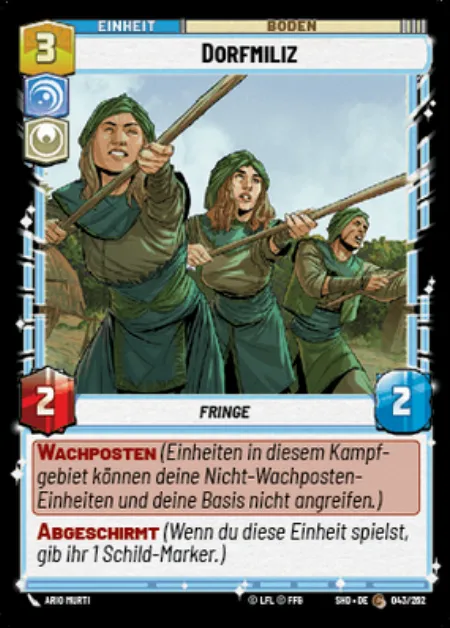 EINHEIT
BODEN
3
DORFMILIZ
2
2
FRINGE
WACHPOSTEN (Einheiten in diesem Kampf-
gebiet können deine Nicht-Wachposten-
Einheiten und deine Basis nicht angreifen.)
ABGESCHIRMT (Wenn du diese Einheit spielst,
gib ihr 1 Schild-Marker.)
ARIO MURTI
© LFL © FFG
SHD • DE
043/262